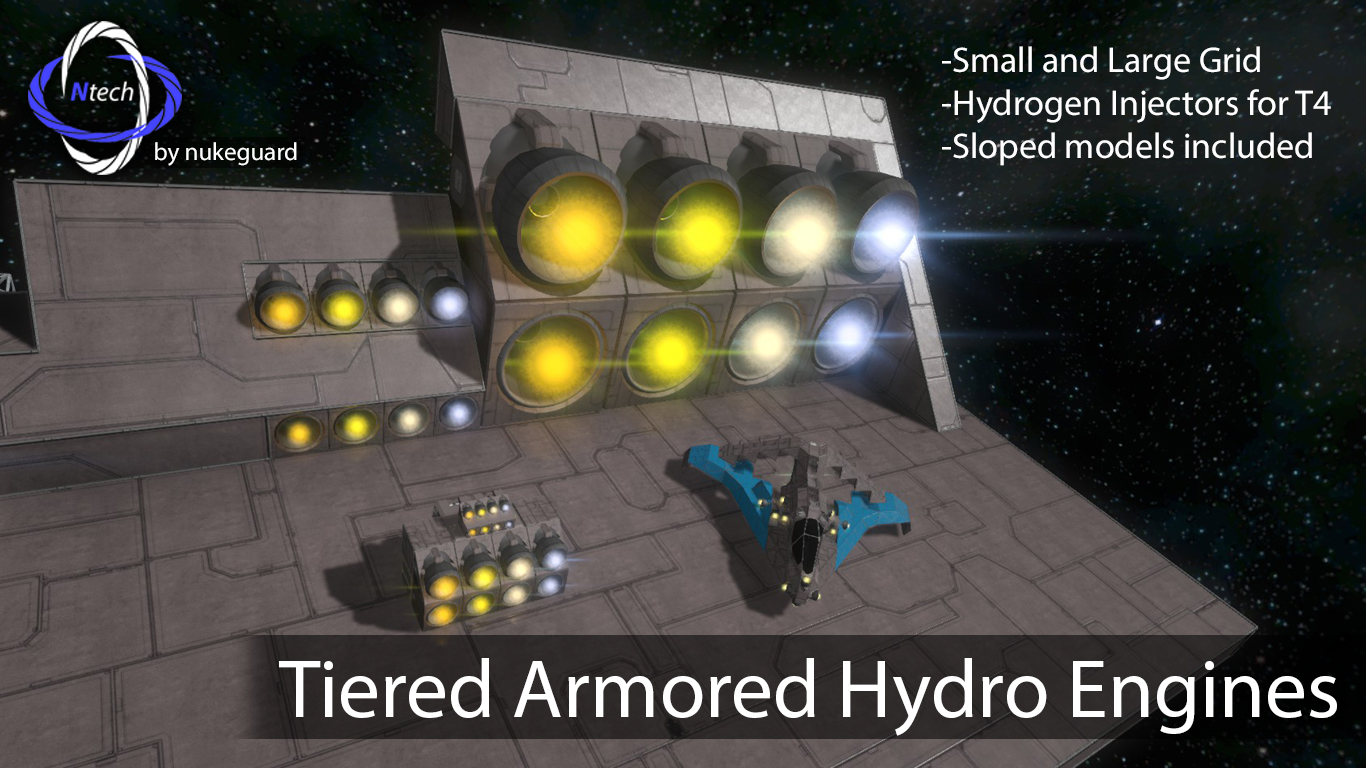 Ntech
by nukeguard
-Small and Large Grid
-Hydrogen Injectors for T4
-Sloped models included
Tiered Armored Hydro Engines